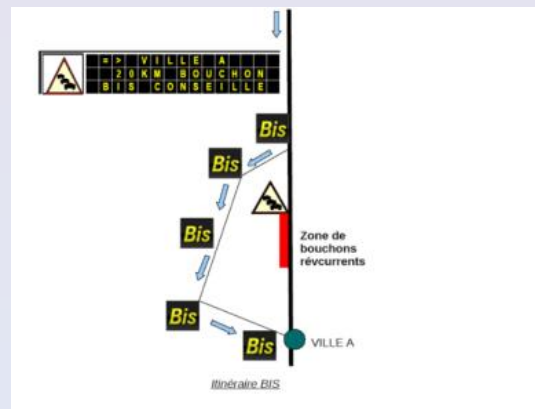 => VILLE A
20KM BOUCHON
BIS CONSEILLE
Bis
Bis
Bis
Zone de
bouchons
révcurrents
Bis
Bis
VILLE A
Itinéraire BIS